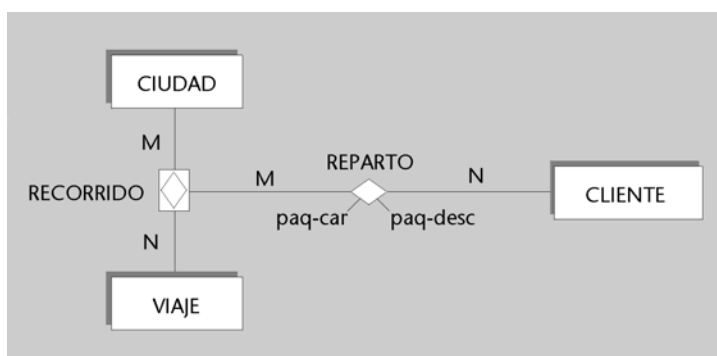 CIUDAD
M
REPARTO
RECORRIDO
M
N
CLIENTE
paq-car
paq-desc
N
VIAJE